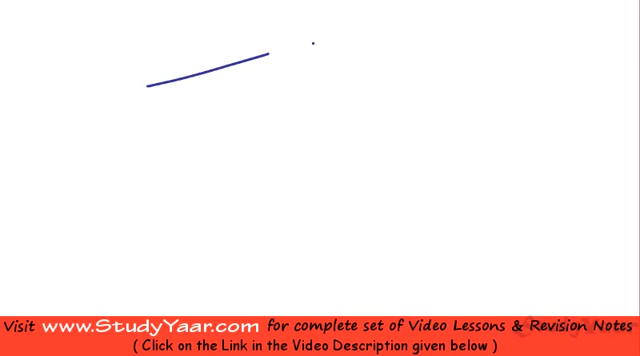 Visit www.StudyYaar.com for complete set of Video Lessons & Revision Notes
( Click on the Link in the Video Description given below )